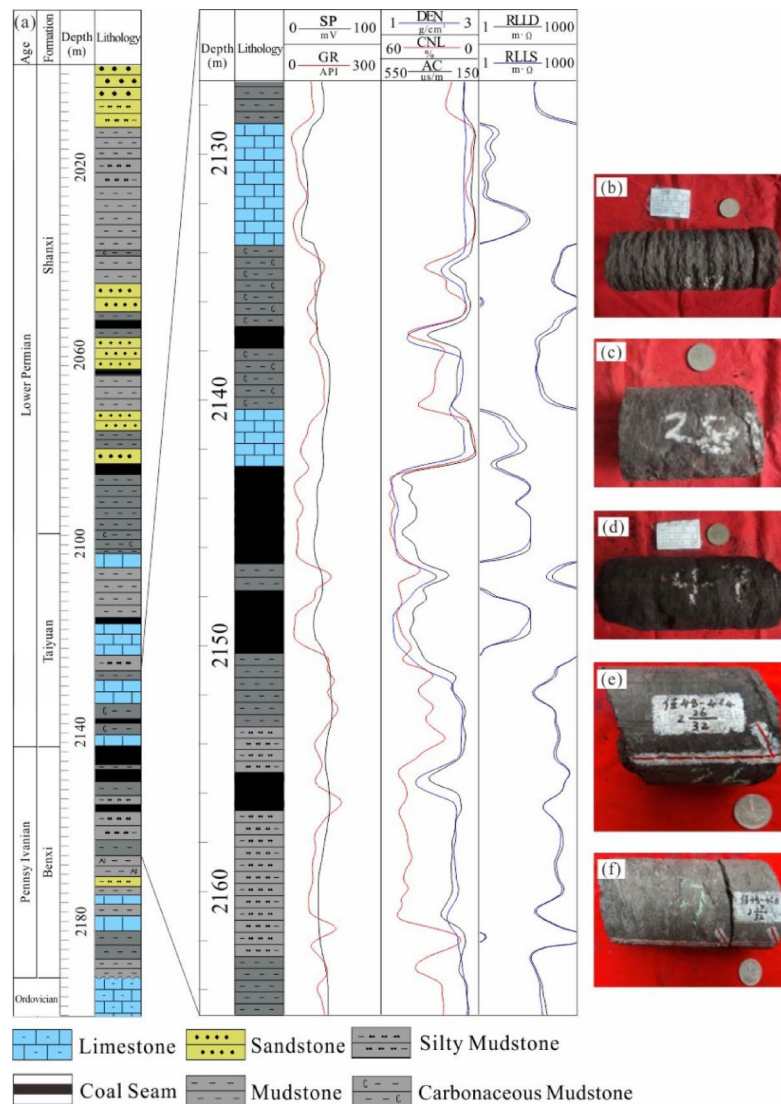 (a)
Age
Formation
Depth
(m)
Lithology
Lower Permian
Pennsy Ivanian
Ordovician
Shanxi
Taiyuan
Benxi
2020
2060
2100
2140
2180
C
C
C
C
C
C
Al
Al
Depth
(m)
Lithology
2130
2140
2150
2160
C
C
C
C
C
C
C
C
C
C
0 SP 100
mV
0 GR 300
API
1 DEN 3
g/cm³
60 CNL 0
%
550 AC 150
us/m
1 RLLD 1000
m·Ω
1 RLLS 1000
m·Ω
(b)
(c)
(d)
(e)
(f)
Limestone
Sandstone
Silty Mudstone
Coal Seam
Mudstone
C
C
Carbonaceous Mudstone